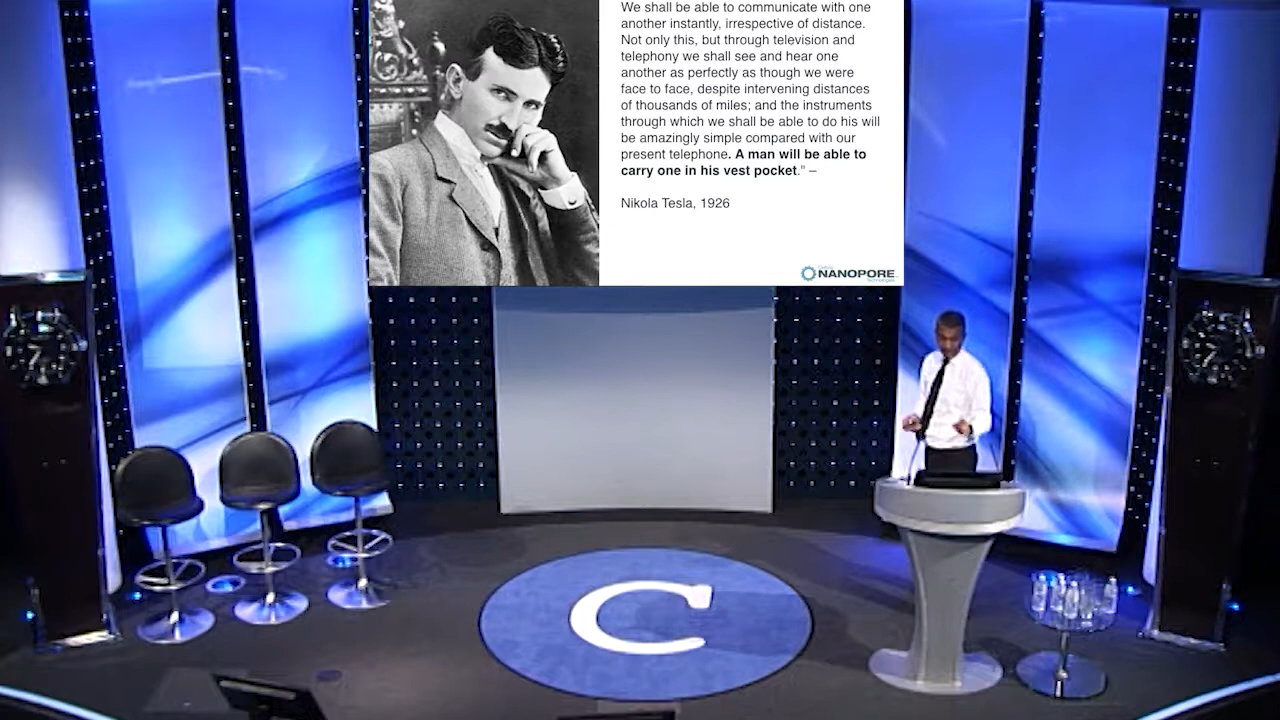 We shall be able to communicate with one
another instantly, irrespective of distance.
Not only this, but through television and
telephony we shall see and hear one
another as perfectly as though we were
face to face, despite intervening distances
of thousands of miles; and the instruments
through which we shall be able to do his will
be amazingly simple compared with our
present telephone. A man will be able to
carry one in his vest pocket." –
Nikola Tesla, 1926
NANOPORE
Technologies
C